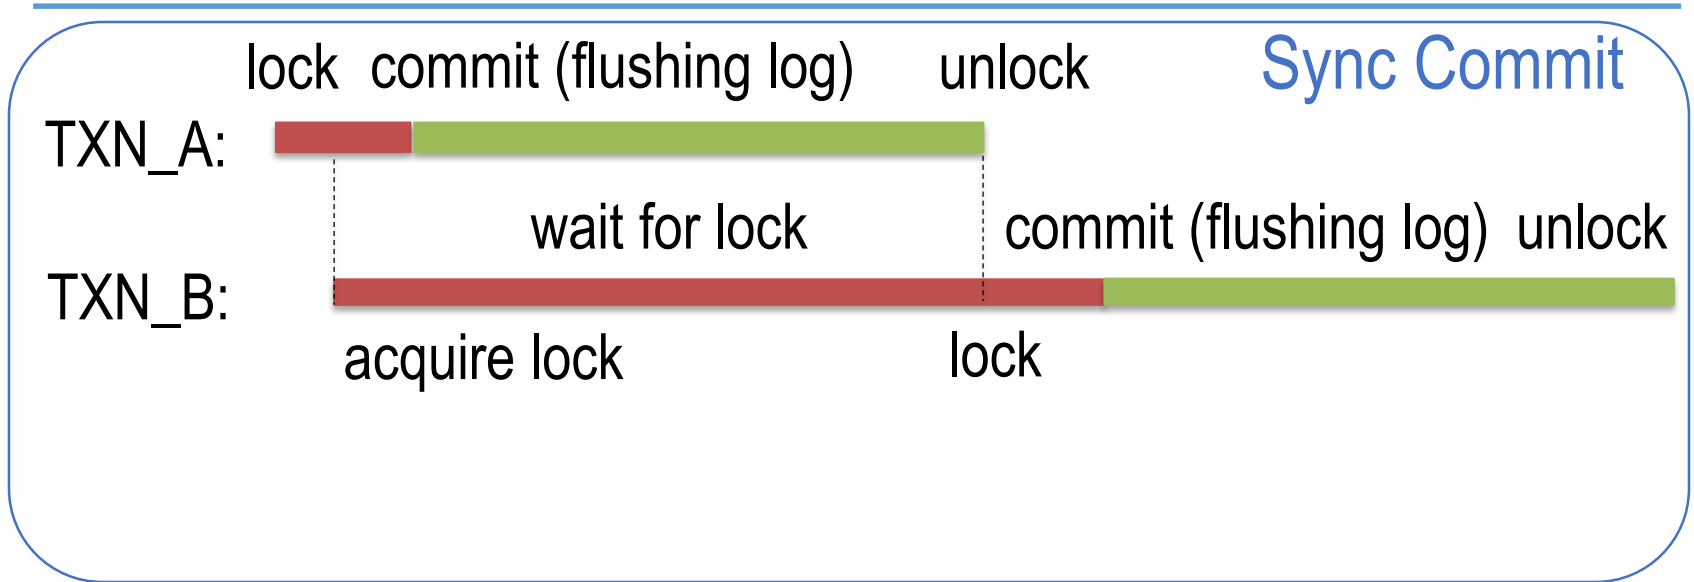 lock commit (flushing log) unlock Sync Commit
TXN_A:
wait for lock commit (flushing log) unlock
TXN_B:
acquire lock lock